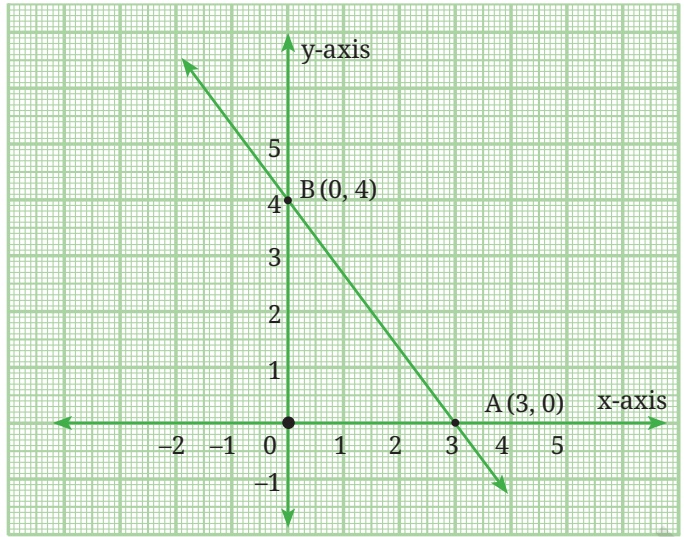 y-axis
5
B (0, 4)
4
3
2
1
A (3, 0)
x-axis
–2 –1 0 1 2 3 4 5
–1